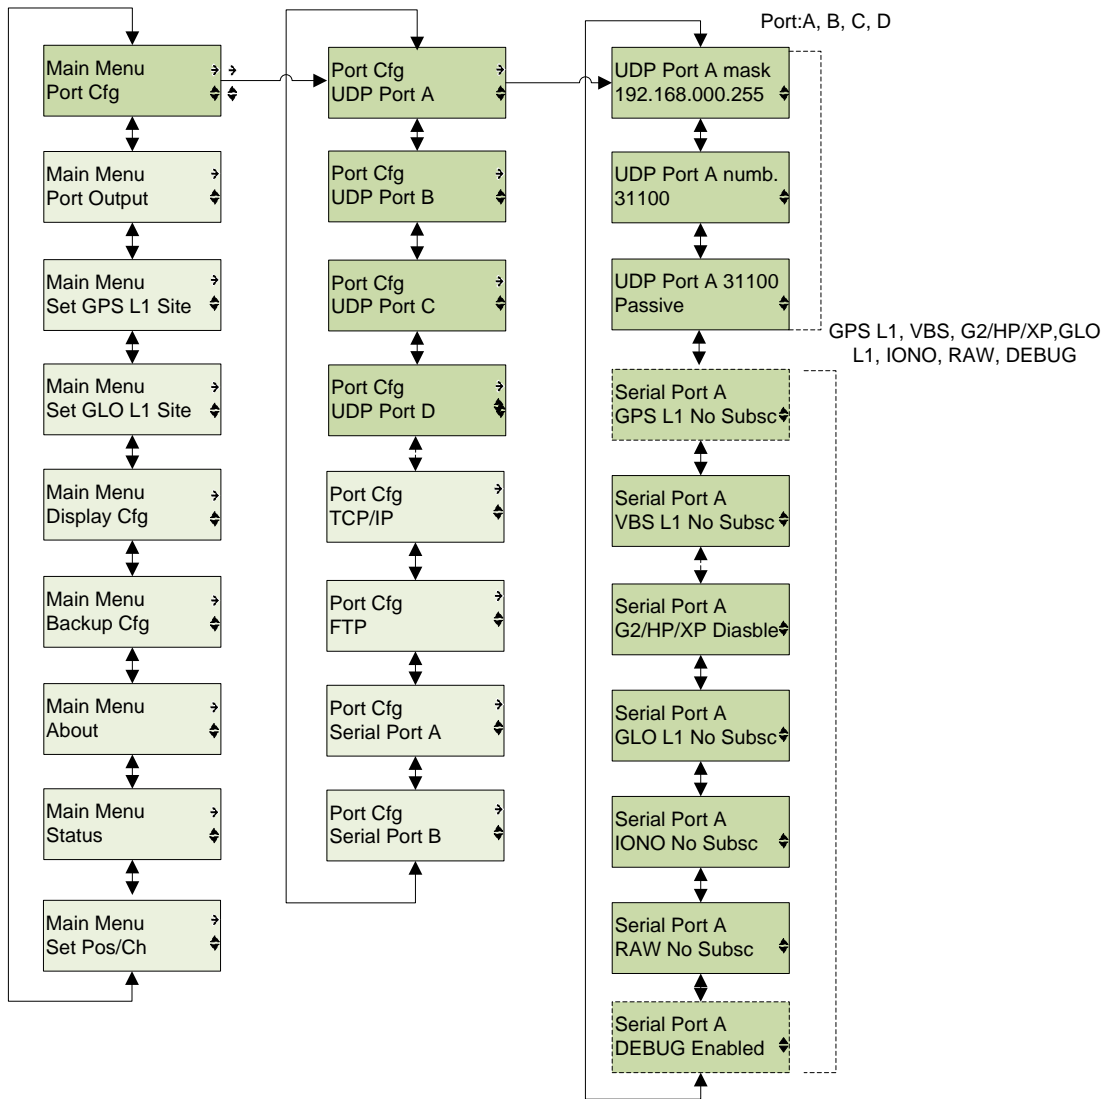 Port:A, B, C, D
Main Menu
Port Cfg
Main Menu
Port Output
Main Menu
Set GPS L1 Site
Main Menu
Set GLO L1 Site
Main Menu
Display Cfg
Main Menu
Backup Cfg
Main Menu
About
Main Menu
Status
Main Menu
Set Pos/Ch
Port Cfg
UDP Port A
Port Cfg
UDP Port B
Port Cfg
UDP Port C
Port Cfg
UDP Port D
Port Cfg
TCP/IP
Port Cfg
FTP
Port Cfg
Serial Port A
Port Cfg
Serial Port B
UDP Port A mask
192.168.000.255
UDP Port A numb.
31100
UDP Port A 31100
Passive
GPS L1, VBS, G2/HP/XP,GLO
L1, IONO, RAW, DEBUG
Serial Port A
GPS L1 No Subsc
Serial Port A
VBS L1 No Subsc
Serial Port A
G2/HP/XP Diasble
Serial Port A
GLO L1 No Subsc
Serial Port A
IONO No Subsc
Serial Port A
RAW No Subsc
Serial Port A
DEBUG Enabled